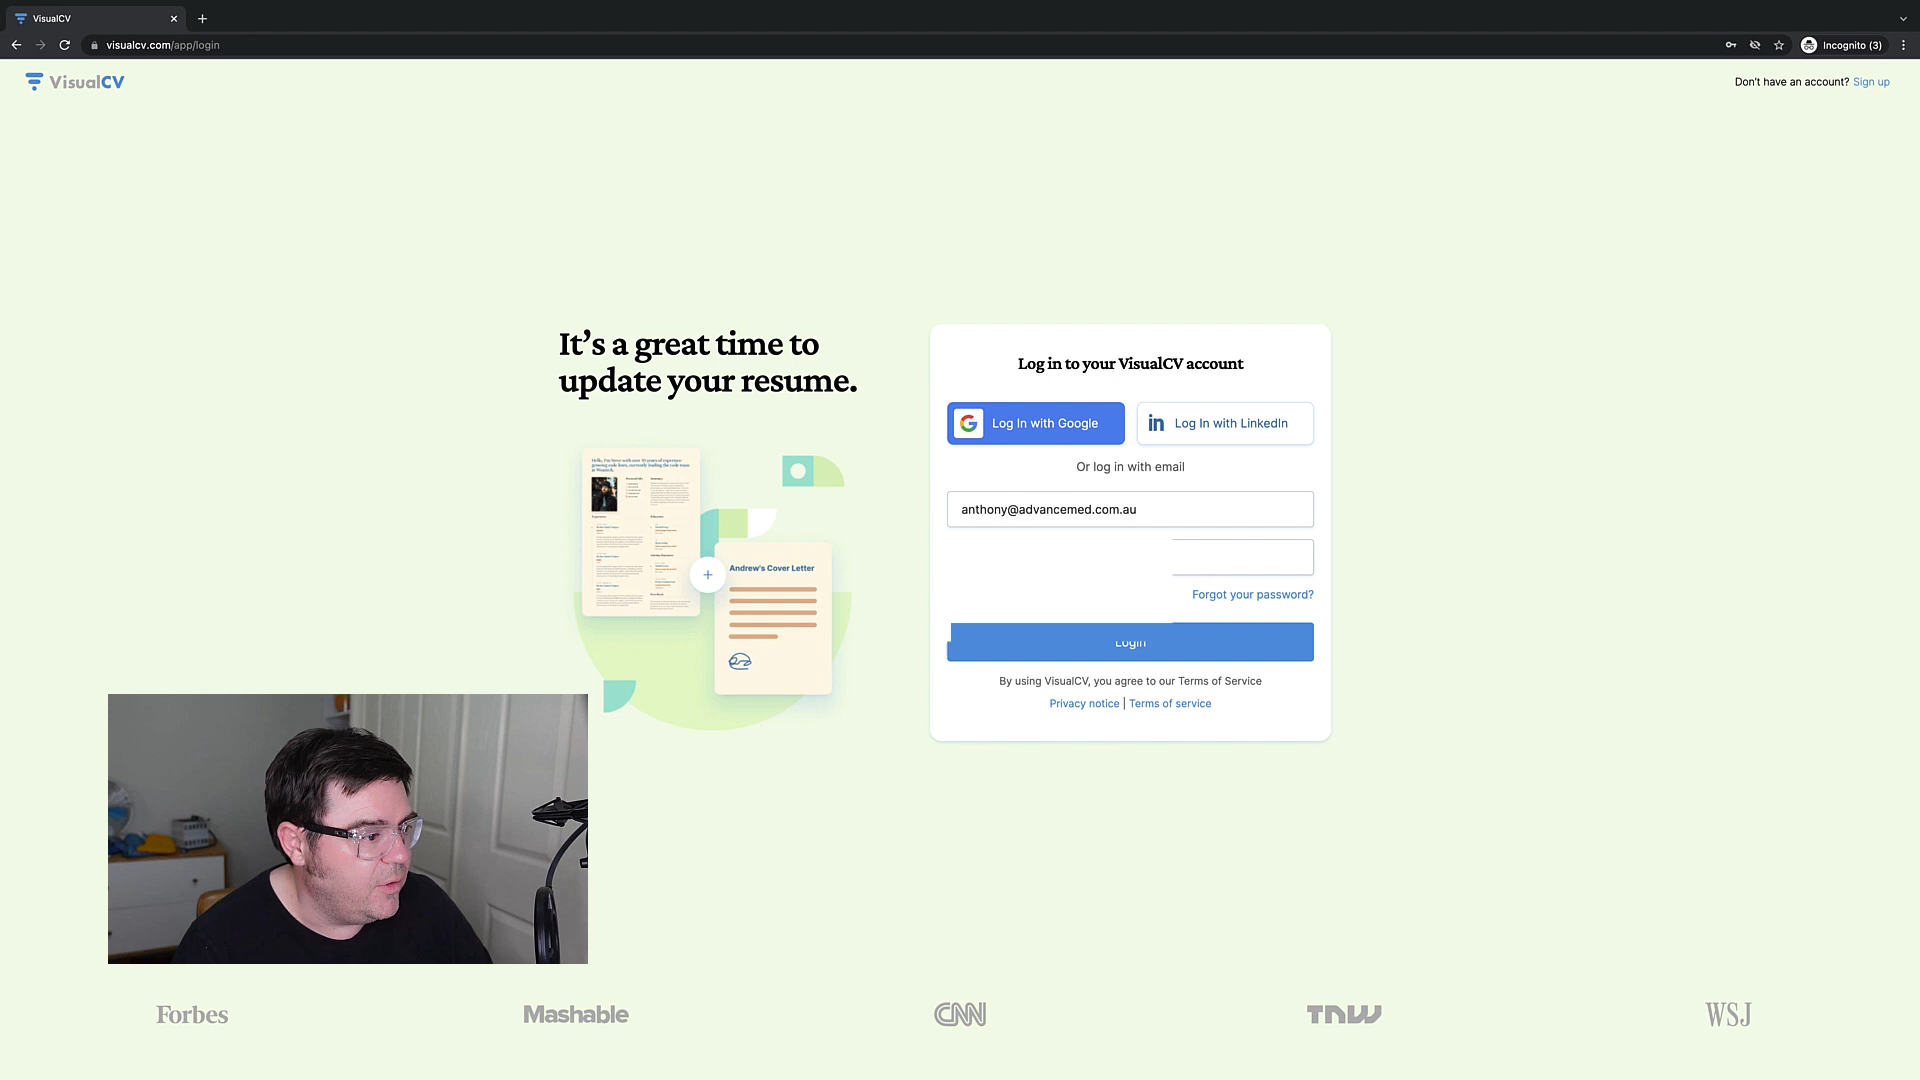 VisualCV
visualcv.com/app/login
Incognito (3)
VisualCV
Don't have an account? Sign up
It's a great time to
update your resume.
Log in to your VisualCV account
Log In with Google
Log In with LinkedIn
Or log in with email
anthony@advancemed.com.au
Forgot your password?
Login
By using VisualCV, you agree to our Terms of Service
Privacy notice | Terms of service
Andrew's Cover Letter
Forbes
Mashable
CNN
TNW
WSJ